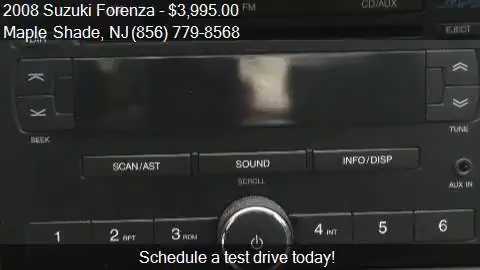 2008 Suzuki Forenza - $3,995.00
FM
CD/AUX
Maple Shade, NJ (856) 779-8568
EJECT
SEEK
TUNE
SCAN/AST
SOUND
INFO/DISP
SCROLL
AUX IN
1
2 RPT
3 RDM
4 INT
5
6
Schedule a test drive today!